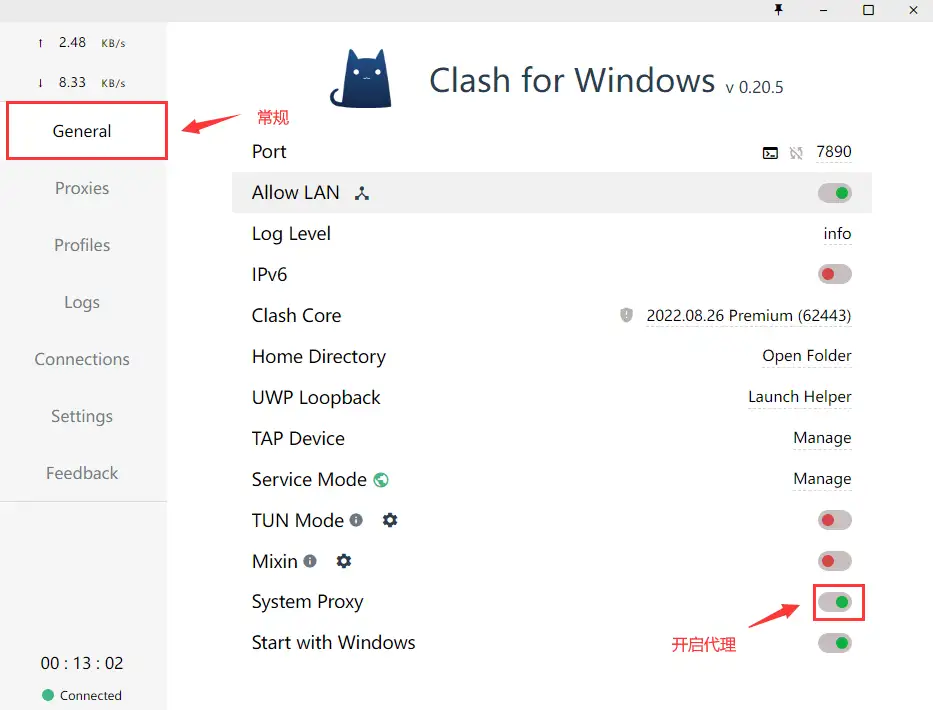 ↑ 2.48 KB/s
↓ 8.33 KB/s
General
Proxies
Profiles
Logs
Connections
Settings
Feedback
00 : 13 : 02
Connected
常规
Clash for Windows v 0.20.5
Port 7890
Allow LAN
Log Level info
IPv6
Clash Core 2022.08.26 Premium (62443)
Home Directory Open Folder
UWP Loopback Launch Helper
TAP Device Manage
Service Mode Manage
TUN Mode
Mixin
System Proxy
开启代理
Start with Windows